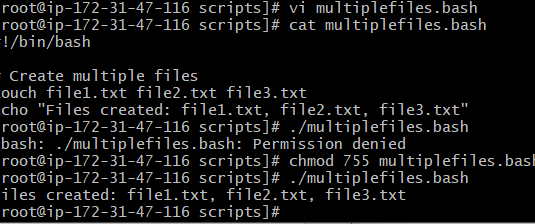 root@ip-172-31-47-116 scripts]# vi multiplefiles.bash
root@ip-172-31-47-116 scripts]# cat multiplefiles.bash
!/bin/bash
Create multiple files
ouch file1.txt file2.txt file3.txt
cho "Files created: file1.txt, file2.txt, file3.txt"
root@ip-172-31-47-116 scripts]# ./multiplefiles.bash
bash: ./multiplefiles.bash: Permission denied
root@ip-172-31-47-116 scripts]# chmod 755 multiplefiles.bash
root@ip-172-31-47-116 scripts]# ./multiplefiles.bash
iles created: file1.txt, file2.txt, file3.txt
root@ip-172-31-47-116 scripts]#